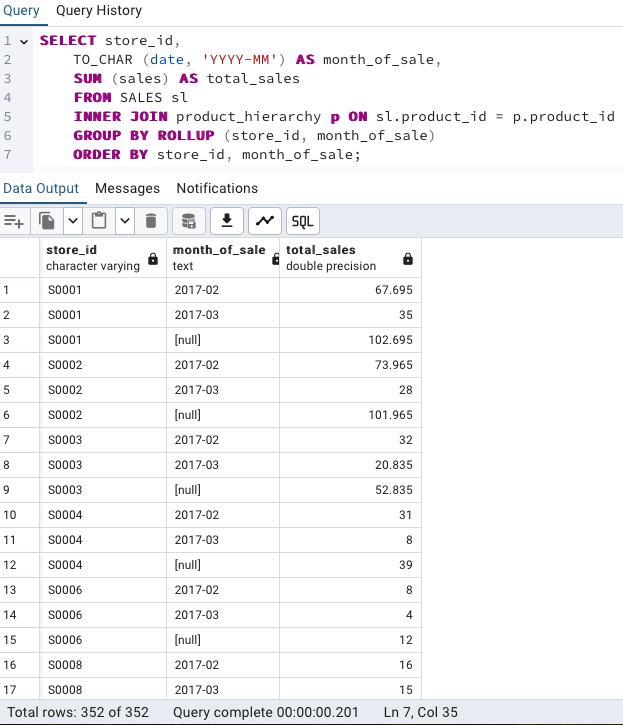 Query Query History
1 SELECT store_id,
2 TO_CHAR (date, 'YYYY-MM') AS month_of_sale,
3 SUM (sales) AS total_sales
4 FROM SALES sl
5 INNER JOIN product_hierarchy p ON sl.product_id = p.product_id
6 GROUP BY ROLLUP (store_id, month_of_sale)
7 ORDER BY store_id, month_of_sale;
Data Output Messages Notifications
SQL
store_id month_of_sale total_sales
character varying text double precision
1 S0001 2017-02 67.695
2 S0001 2017-03 35
3 S0001 [null] 102.695
4 S0002 2017-02 73.965
5 S0002 2017-03 28
6 S0002 [null] 101.965
7 S0003 2017-02 32
8 S0003 2017-03 20.835
9 S0003 [null] 52.835
10 S0004 2017-02 31
11 S0004 2017-03 8
12 S0004 [null] 39
13 S0006 2017-02 8
14 S0006 2017-03 4
15 S0006 [null] 12
16 S0008 2017-02 16
17 S0008 2017-03 15
Total rows: 352 of 352 Query complete 00:00:00.201 Ln 7, Col 35